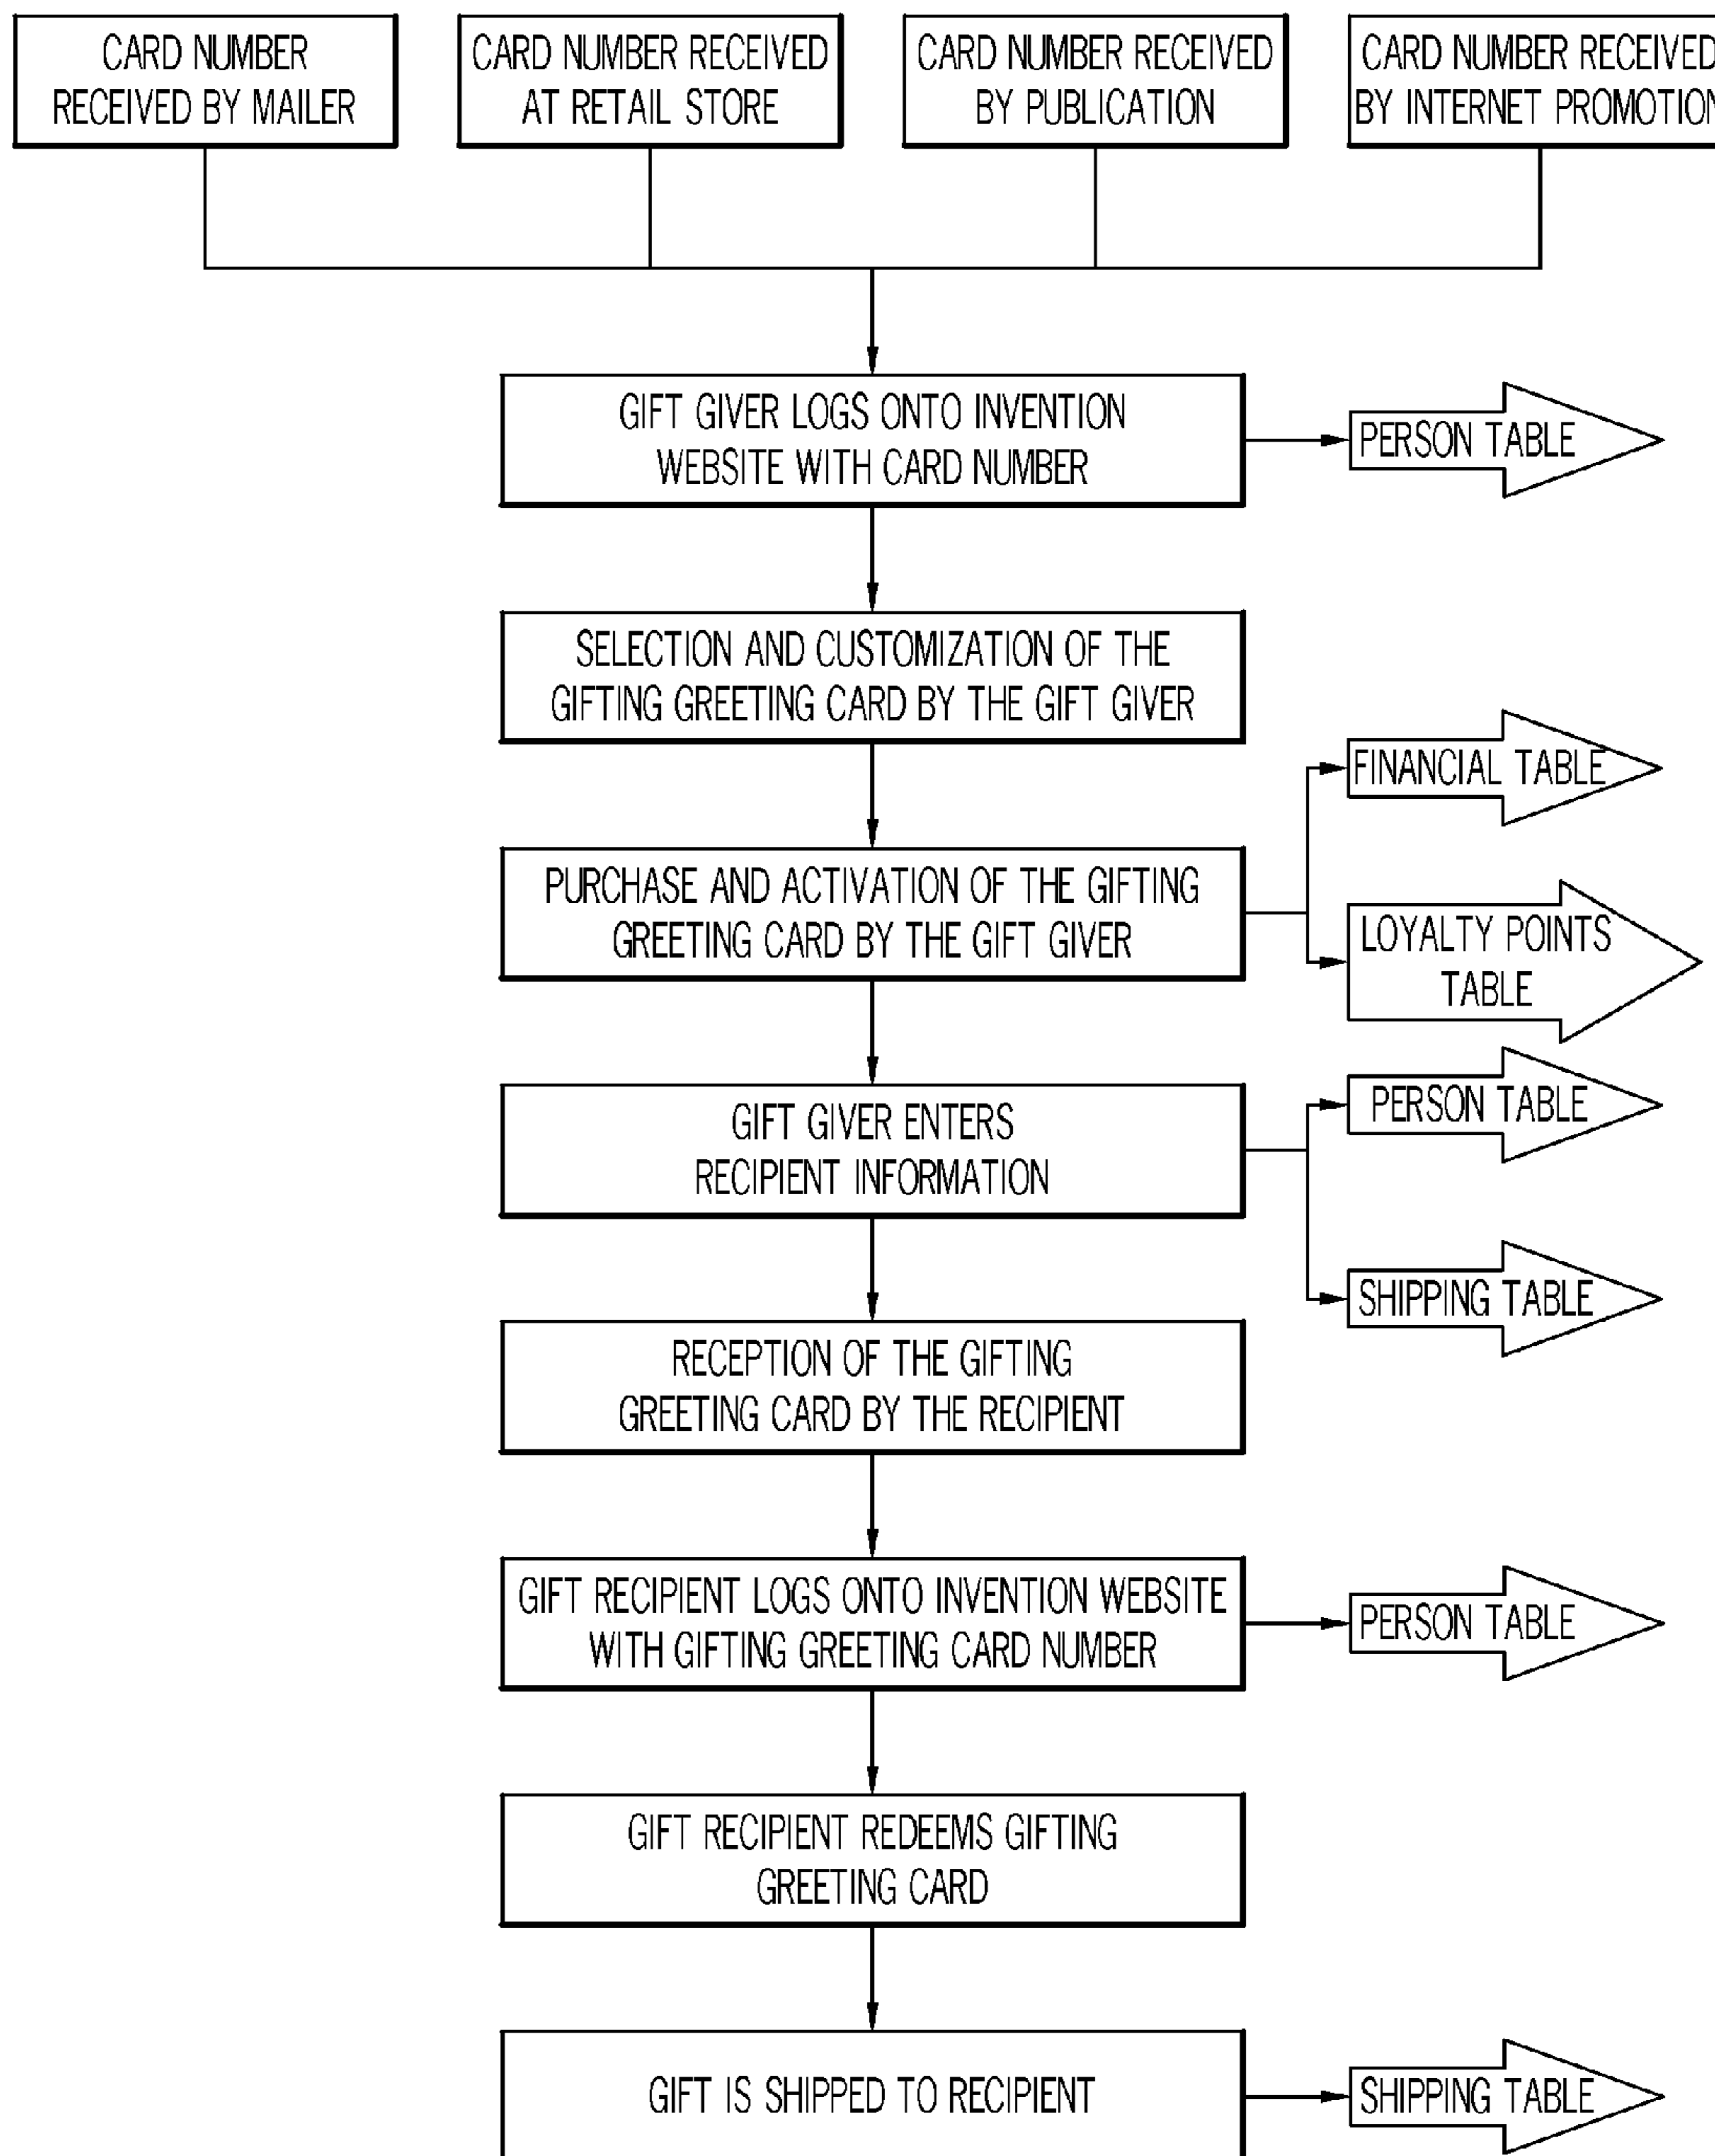 CARD NUMBER
RECEIVED BY MAILER
CARD NUMBER RECEIVED
AT RETAIL STORE
CARD NUMBER RECEIVED
BY PUBLICATION
CARD NUMBER RECEIVED
BY INTERNET PROMOTION
GIFT GIVER LOGS ONTO INVENTION
WEBSITE WITH CARD NUMBER
PERSON TABLE
SELECTION AND CUSTOMIZATION OF THE
GIFTING GREETING CARD BY THE GIFT GIVER
FINANCIAL TABLE
PURCHASE AND ACTIVATION OF THE GIFTING
GREETING CARD BY THE GIFT GIVER
LOYALTY POINTS
TABLE
GIFT GIVER ENTERS
RECIPIENT INFORMATION
PERSON TABLE
SHIPPING TABLE
RECEPTION OF THE GIFTING
GREETING CARD BY THE RECIPIENT
GIFT RECIPIENT LOGS ONTO INVENTION WEBSITE
WITH GIFTING GREETING CARD NUMBER
PERSON TABLE
GIFT RECIPIENT REDEEMS GIFTING
GREETING CARD
GIFT IS SHIPPED TO RECIPIENT
SHIPPING TABLE